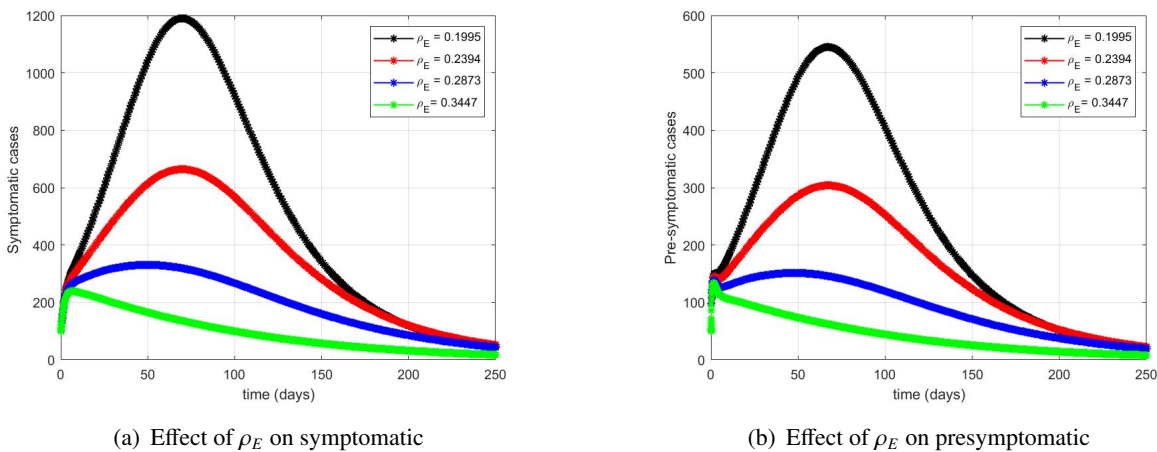 1200
1000
800
600
400
200
0
Symptomatic cases
0 50 100 150 200 250
time (days)
ρE = 0.1995
ρE = 0.2394
ρE = 0.2873
ρE = 0.3447
(a) Effect of ρE on symptomatic
600
500
400
300
200
100
0
Pre-symptomatic cases
0 50 100 150 200 250
time (days)
ρE = 0.1995
ρE = 0.2394
ρE = 0.2873
ρE = 0.3447
(b) Effect of ρE on presymptomatic